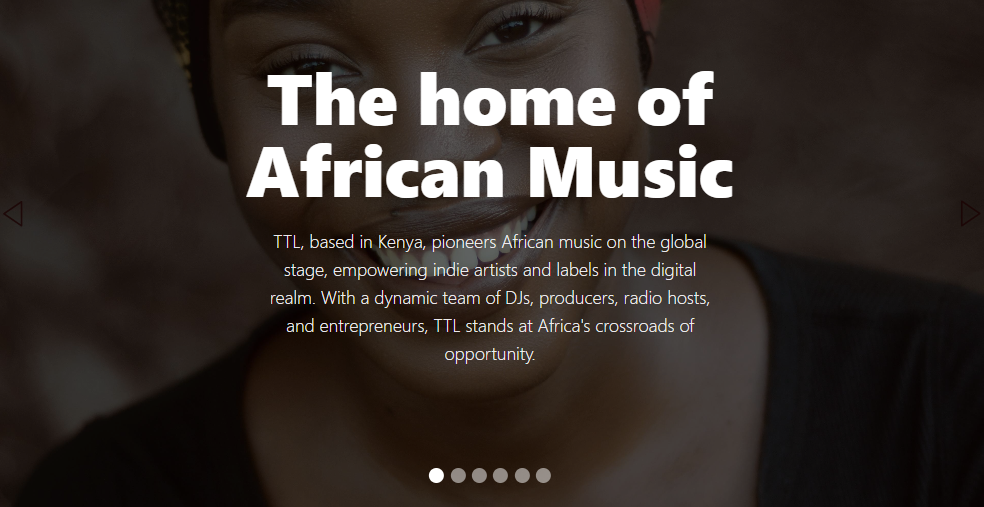 The home of
African Music
TTL, based in Kenya, pioneers African music on the global
stage, empowering indie artists and labels in the digital
realm. With a dynamic team of DJs, producers, radio hosts,
and entrepreneurs, TTL stands at Africa's crossroads of
opportunity.